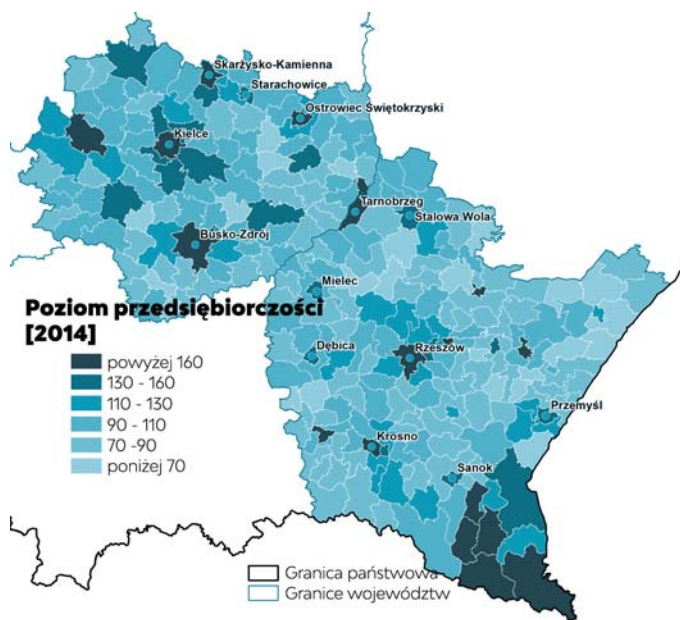 Skarżysko-Kamienna
Starachowice
Ostrowiec Świętokrzyski
Kielce
Tarnobrzeg
Stalowa Wola
Busko-Zdrój
Mielec
Poziom przedsiębiorczości
[2014]
powyżej 160
130 - 160
110 - 130
90 - 110
70 -90
poniżej 70
Dębica
Rzeszów
Przemyśl
Krosno
Sanok
Granica państwowa
Granice województw